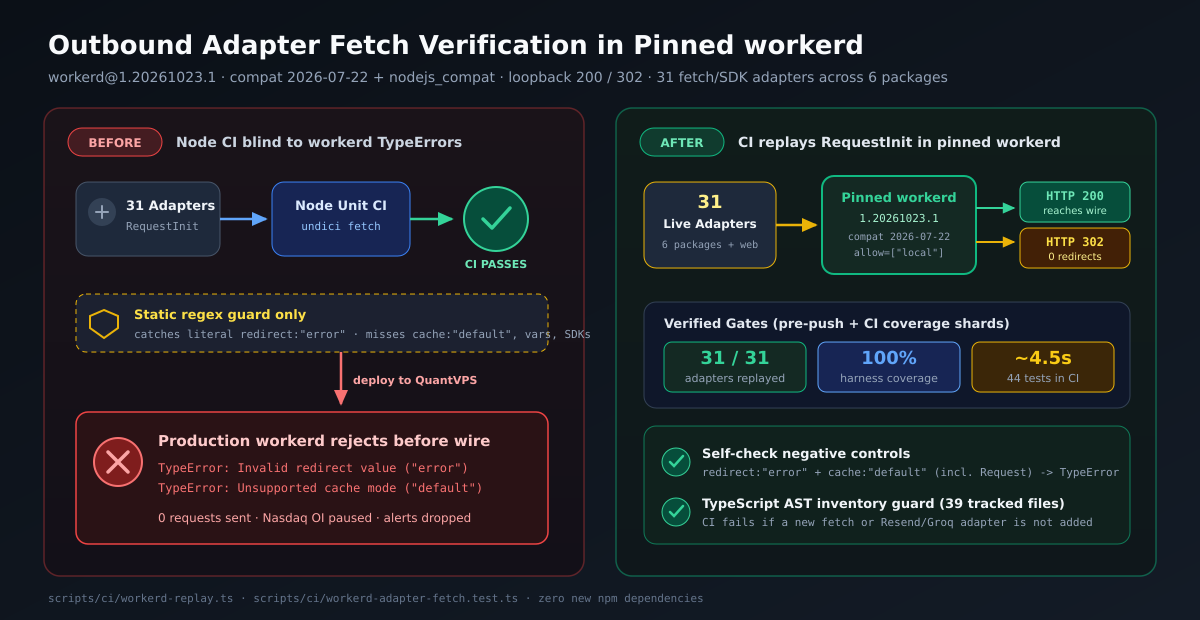 Outbound Adapter Fetch Verification in Pinned workerd
workerd@1.20261023.1 · compat 2026-07-22 + nodejs_compat · loopback 200 / 302 · 31 fetch/SDK adapters across 6 packages
BEFORE
Node CI blind to workerd TypeErrors
31 Adapters
RequestInit
Node Unit CI
undici fetch
CI PASSES
Static regex guard only
catches literal redirect:"error" · misses cache:"default", vars, SDKs
deploy to QuantVPS
Production workerd rejects before wire
TypeError: Invalid redirect value ("error")
TypeError: Unsupported cache mode ("default")
0 requests sent · Nasdaq OI paused · alerts dropped
AFTER
CI replays RequestInit in pinned workerd
31
Live Adapters
6 packages + web
Pinned workerd
1.20261023.1
compat 2026-07-22
allow=["local"]
HTTP 200
reaches wire
HTTP 302
0 redirects
Verified Gates (pre-push + CI coverage shards)
31 / 31
adapters replayed
100%
harness coverage
~4.5s
44 tests in CI
Self-check negative controls
redirect:"error" + cache:"default" (incl. Request) -> TypeError
TypeScript AST inventory guard (39 tracked files)
CI fails if a new fetch or Resend/Groq adapter is not added
scripts/ci/workerd-replay.ts · scripts/ci/workerd-adapter-fetch.test.ts · zero new npm dependencies